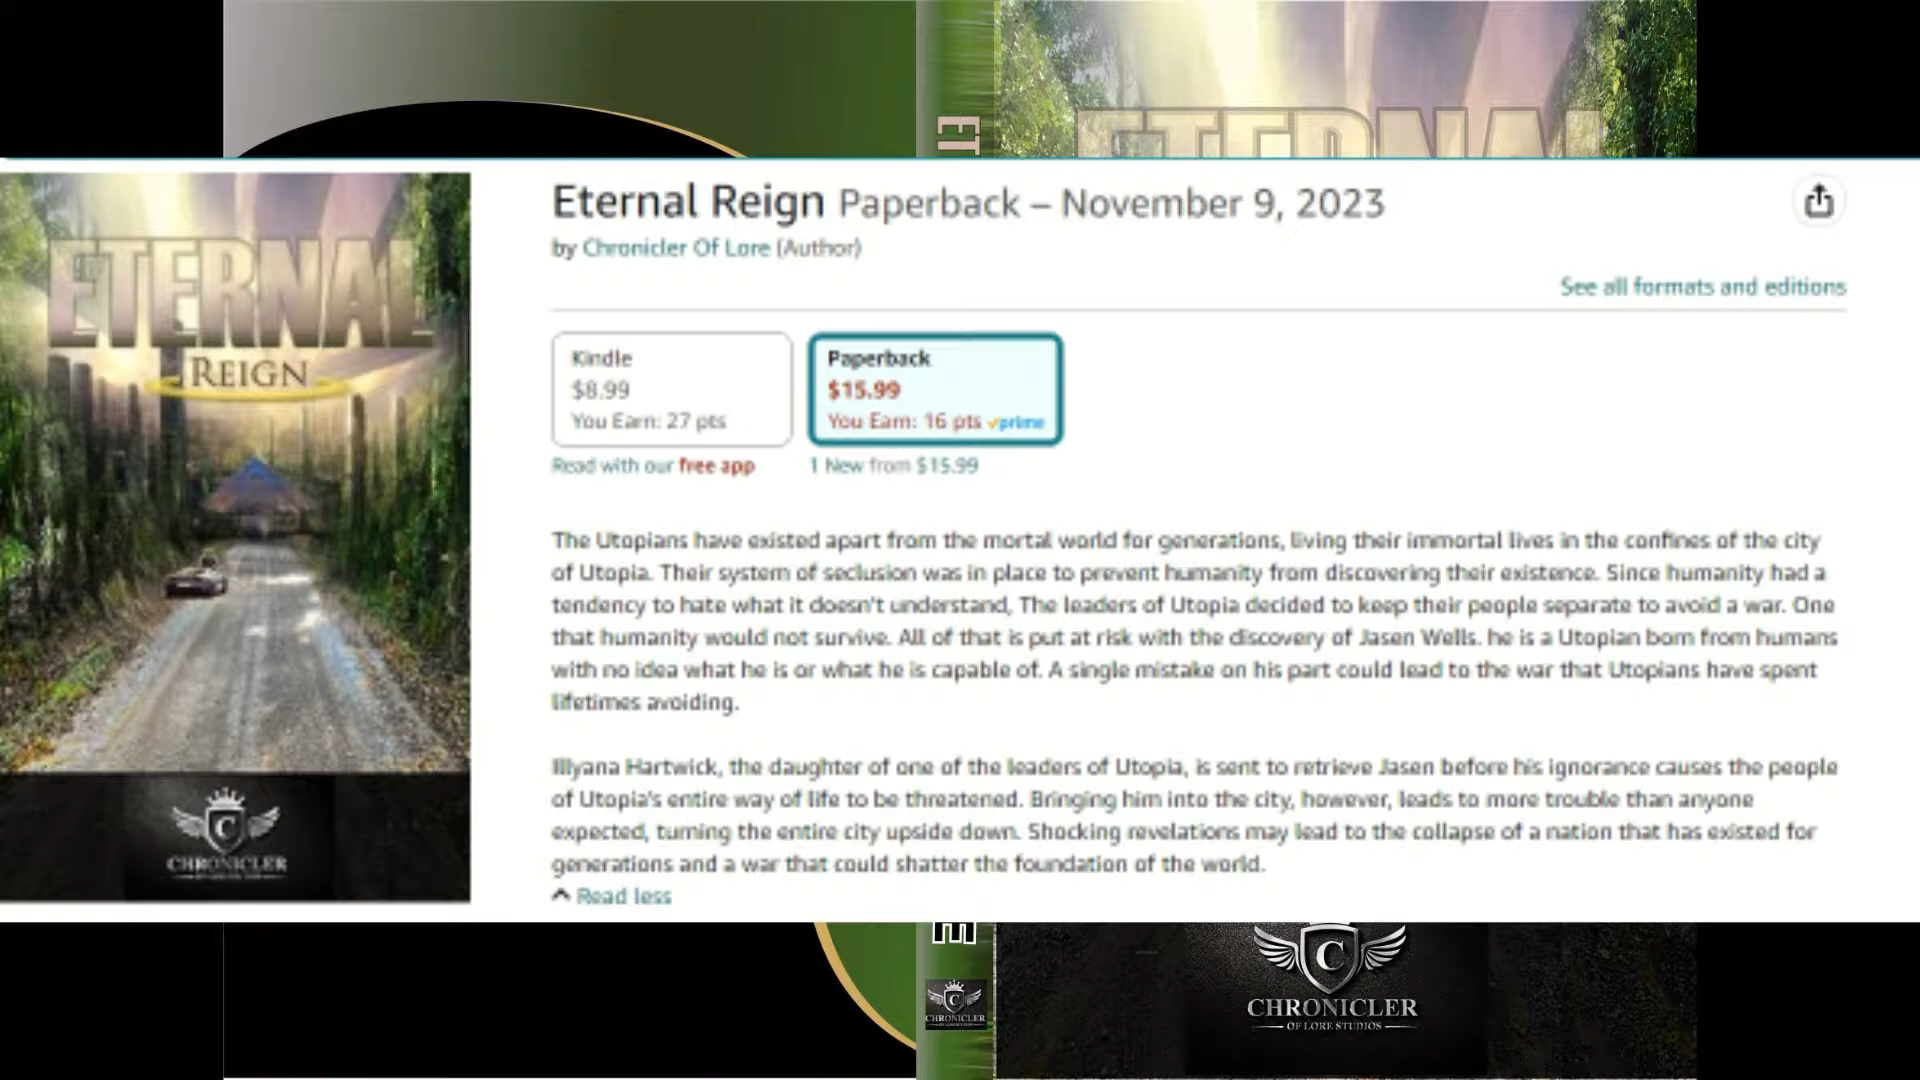 ET
ETERNAL
Eternal Reign Paperback – November 9, 2023
by Chronicler Of Lore (Author)
See all formats and editions
ETERNAL
REIGN
Kindle
$8.99
You Earn: 27 pts
Paperback
$15.99
You Earn: 16 pts prime
Read with our free app
1 New from $15.99
The Utopians have existed apart from the mortal world for generations, living their immortal lives in the confines of the city
of Utopia. Their system of seclusion was in place to prevent humanity from discovering their existence. Since humanity had a
tendency to hate what it doesn't understand, The leaders of Utopia decided to keep their people separate to avoid a war. One
that humanity would not survive. All of that is put at risk with the discovery of Jasen Wells. he is a Utopian born from humans
with no idea what he is or what he is capable of. A single mistake on his part could lead to the war that Utopians have spent
lifetimes avoiding.
Illyana Hartwick, the daughter of one of the leaders of Utopia, is sent to retrieve Jasen before his ignorance causes the people
of Utopia's entire way of life to be threatened. Bringing him into the city, however, leads to more trouble than anyone
expected, turning the entire city upside down. Shocking revelations may lead to the collapse of a nation that has existed for
generations and a war that could shatter the foundation of the world.
Read less
C
CHRONICLER
E
C
CHRONICLER
C
CHRONICLER
OF LORE STUDIOS